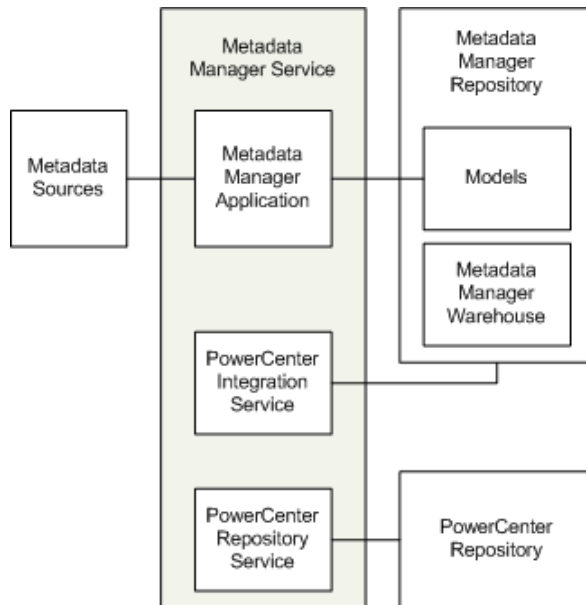 Metadata
Manager Service
Metadata
Manager
Repository
Metadata
Sources
Metadata
Manager
Application
Models
Metadata
Manager
Warehouse
PowerCenter
Integration
Service
PowerCenter
Repository
Service
PowerCenter
Repository